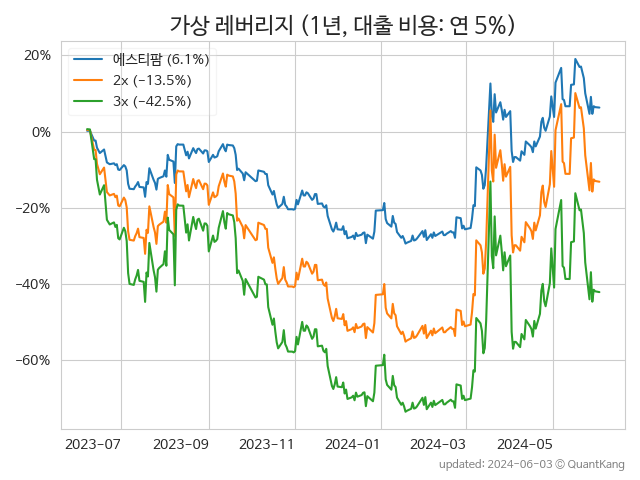 가상 레버리지 (1년, 대출 비용: 연 5%)
에스티팜 (6.1%)
2x (−13.5%)
3x (−42.5%)
20%
0%
−20%
−40%
−60%
2023-07
2023-09
2023-11
2024-01
2024-03
2024-05
updated: 2024-06-03 © QuantKang